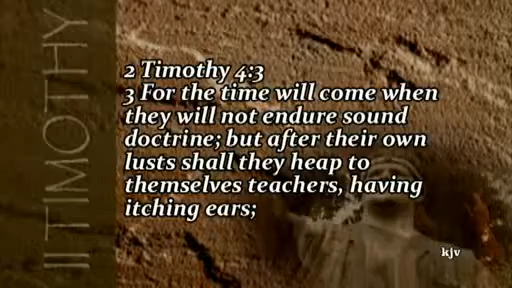 II TIMOTHY
2 Timothy 4:3
3 For the time will come when
they will not endure sound
doctrine; but after their own
lusts shall they heap to
themselves teachers, having
itching ears;
kjv